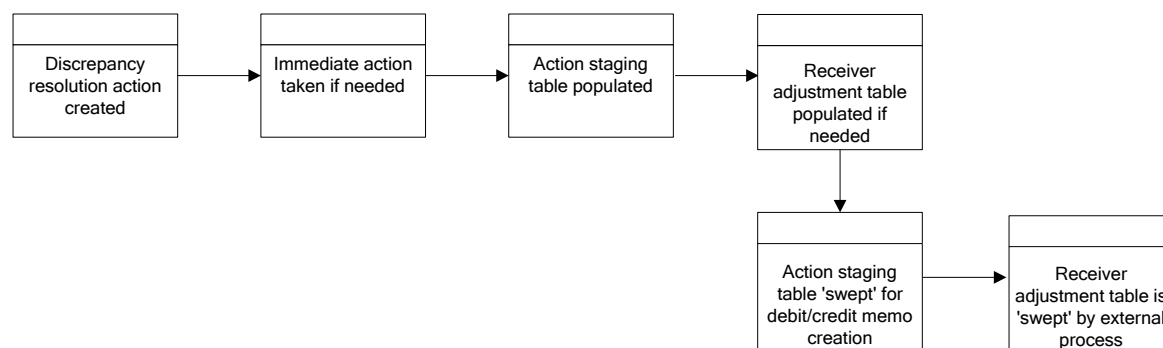 Discrepancy
resolution action
created
Immediate action
taken if needed
Action staging
table populated
Receiver
adjustment table
populated if
needed
Action staging
table 'swept' for
debit/credit memo
creation
Receiver
adjustment table is
'swept' by external
process